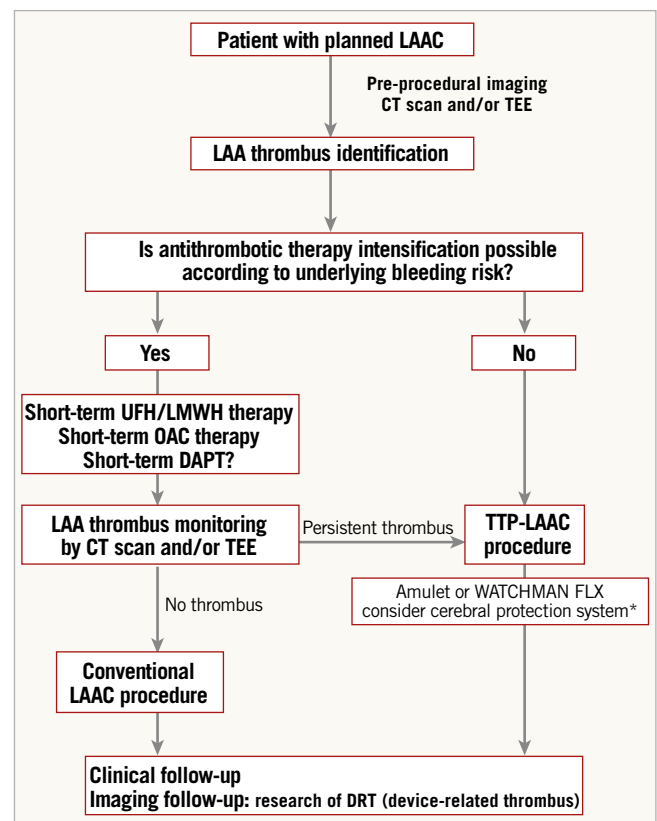 Patient with planned LAAC
Pre-procedural imaging
CT scan and/or TEE
LAA thrombus identification
Is antithrombotic therapy intensification possible
according to underlying bleeding risk?
Yes
No
Short-term UFH/LMWH therapy
Short-term OAC therapy
Short-term DAPT?
LAA thrombus monitoring
by CT scan and/or TEE
Persistent thrombus
TTP-LAAC
procedure
Amulet or WATCHMAN FLX
consider cerebral protection system*
No thrombus
Conventional
LAAC procedure
Clinical follow-up
Imaging follow-up: research of DRT (device-related thrombus)